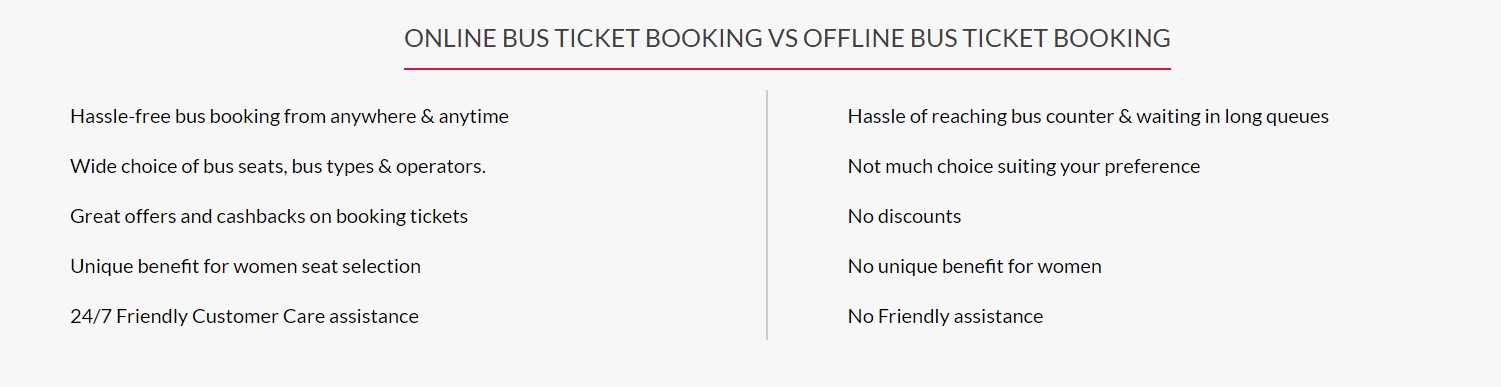 ONLINE BUS TICKET BOOKING VS OFFLINE BUS TICKET BOOKING
Hassle-free bus booking from anywhere & anytime
Wide choice of bus seats, bus types & operators.
Great offers and cashbacks on booking tickets
Unique benefit for women seat selection
24/7 Friendly Customer Care assistance
Hassle of reaching bus counter & waiting in long queues
Not much choice suiting your preference
No discounts
No unique benefit for women
No Friendly assistance